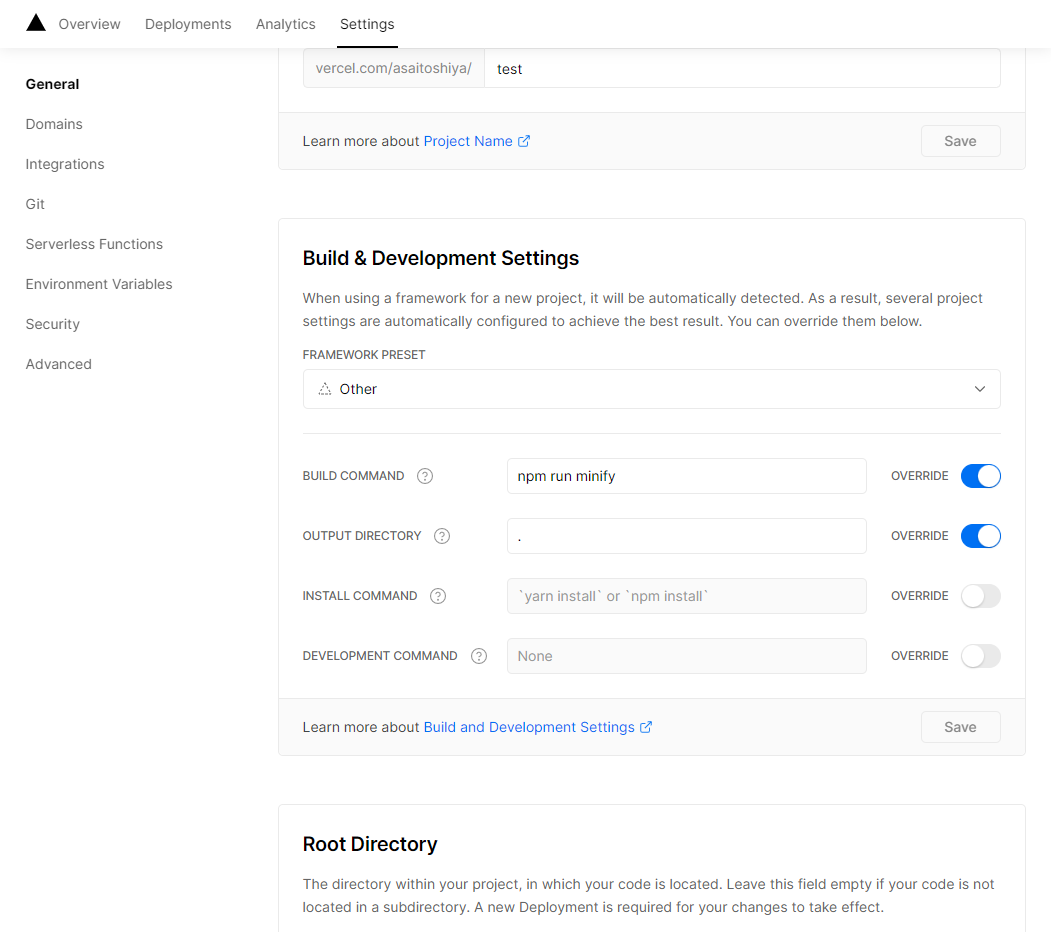 Overview Deployments Analytics Settings
General
Domains
Integrations
Git
Serverless Functions
Environment Variables
Security
Advanced
vercel.com/asaitoshiya/ test
Learn more about Project Name Save
Build & Development Settings
When using a framework for a new project, it will be automatically detected. As a result, several project
settings are automatically configured to achieve the best result. You can override them below.
FRAMEWORK PRESET
Other
BUILD COMMAND ? npm run minify OVERRIDE
OUTPUT DIRECTORY ? . OVERRIDE
INSTALL COMMAND ? `yarn install` or `npm install` OVERRIDE
DEVELOPMENT COMMAND ? None OVERRIDE
Learn more about Build and Development Settings Save
Root Directory
The directory within your project, in which your code is located. Leave this field empty if your code is not
located in a subdirectory. A new Deployment is required for your changes to take effect.